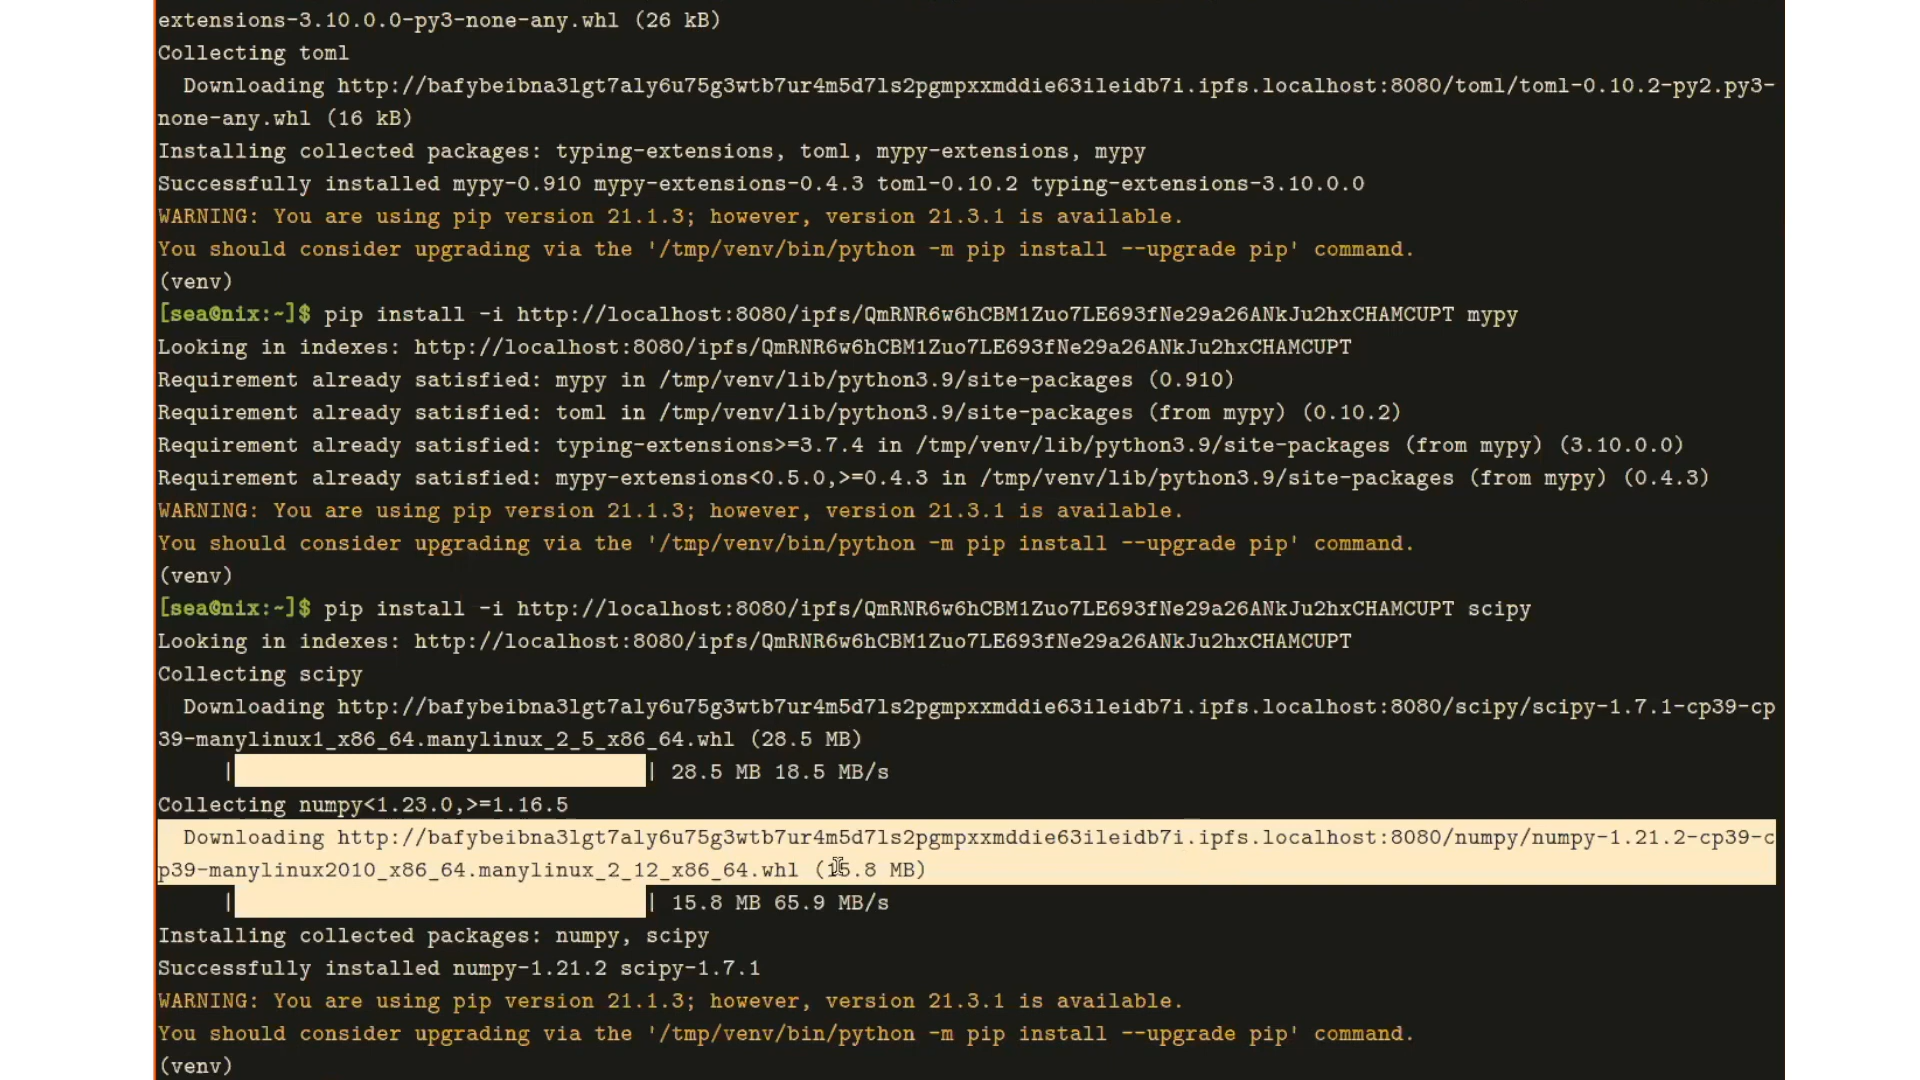 extensions-3.10.0.0-py3-none-any.whl (26 kB)
Collecting toml
  Downloading http://bafybeibna3lgt7aly6u75g3wtb7ur4m5d7ls2pgmpxxmddie63ileidb7i.ipfs.localhost:8080/toml/toml-0.10.2-py2.py3-
none-any.whl (16 kB)
Installing collected packages: typing-extensions, toml, mypy-extensions, mypy
Successfully installed mypy-0.910 mypy-extensions-0.4.3 toml-0.10.2 typing-extensions-3.10.0.0
WARNING: You are using pip version 21.1.3; however, version 21.3.1 is available.
You should consider upgrading via the '/tmp/venv/bin/python -m pip install --upgrade pip' command.
(venv)
[sea@nix:~]$ pip install -i http://localhost:8080/ipfs/QmRNR6w6hCBM1Zuo7LE693fNe29a26ANkJu2hxCHAMCUPT mypy
Looking in indexes: http://localhost:8080/ipfs/QmRNR6w6hCBM1Zuo7LE693fNe29a26ANkJu2hxCHAMCUPT
Requirement already satisfied: mypy in /tmp/venv/lib/python3.9/site-packages (0.910)
Requirement already satisfied: toml in /tmp/venv/lib/python3.9/site-packages (from mypy) (0.10.2)
Requirement already satisfied: typing-extensions>=3.7.4 in /tmp/venv/lib/python3.9/site-packages (from mypy) (3.10.0.0)
Requirement already satisfied: mypy-extensions<0.5.0,>=0.4.3 in /tmp/venv/lib/python3.9/site-packages (from mypy) (0.4.3)
WARNING: You are using pip version 21.1.3; however, version 21.3.1 is available.
You should consider upgrading via the '/tmp/venv/bin/python -m pip install --upgrade pip' command.
(venv)
[sea@nix:~]$ pip install -i http://localhost:8080/ipfs/QmRNR6w6hCBM1Zuo7LE693fNe29a26ANkJu2hxCHAMCUPT scipy
Looking in indexes: http://localhost:8080/ipfs/QmRNR6w6hCBM1Zuo7LE693fNe29a26ANkJu2hxCHAMCUPT
Collecting scipy
  Downloading http://bafybeibna3lgt7aly6u75g3wtb7ur4m5d7ls2pgmpxxmddie63ileidb7i.ipfs.localhost:8080/scipy/scipy-1.7.1-cp39-cp
39-manylinux1_x86_64.manylinux_2_5_x86_64.whl (28.5 MB)
| | 28.5 MB 18.5 MB/s
Collecting numpy<1.23.0,>=1.16.5
  Downloading http://bafybeibna3lgt7aly6u75g3wtb7ur4m5d7ls2pgmpxxmddie63ileidb7i.ipfs.localhost:8080/numpy/numpy-1.21.2-cp39-c
p39-manylinux2010_x86_64.manylinux_2_12_x86_64.whl (15.8 MB)
| | 15.8 MB 65.9 MB/s
Installing collected packages: numpy, scipy
Successfully installed numpy-1.21.2 scipy-1.7.1
WARNING: You are using pip version 21.1.3; however, version 21.3.1 is available.
You should consider upgrading via the '/tmp/venv/bin/python -m pip install --upgrade pip' command.
(venv)